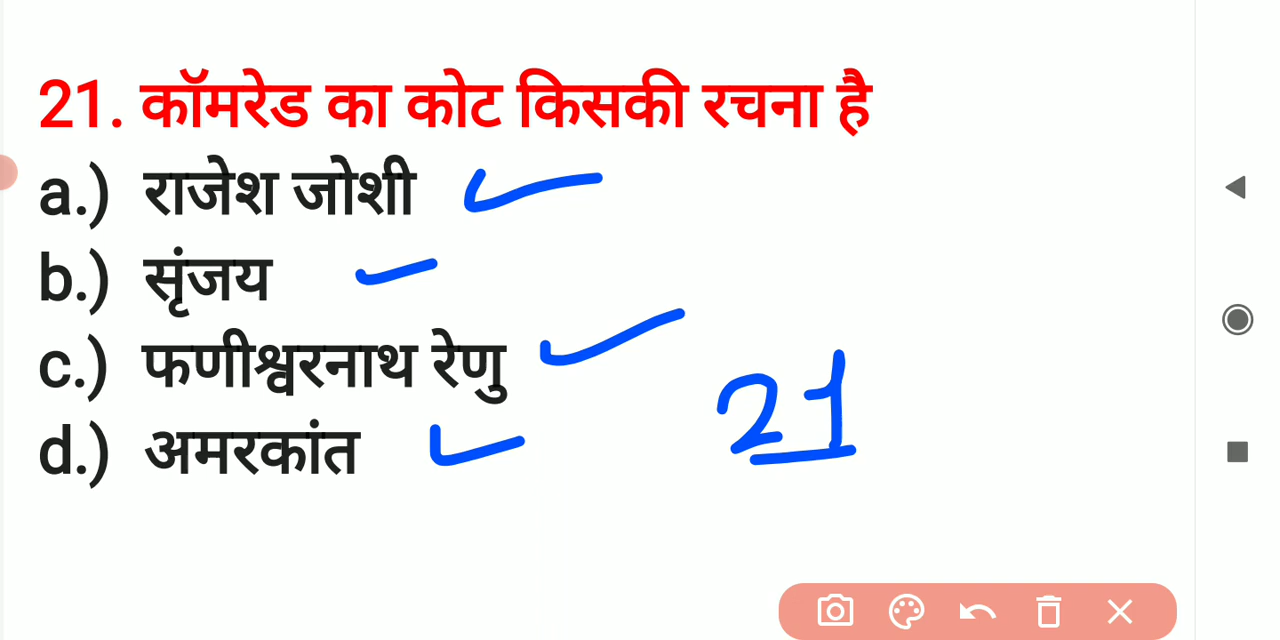 21. कॉमरेड का कोट किसकी रचना है
a.) राजेश जोशी
b.) सृंजय
c.) फणीश्वरनाथ रेणु
d.) अमरकांत
21